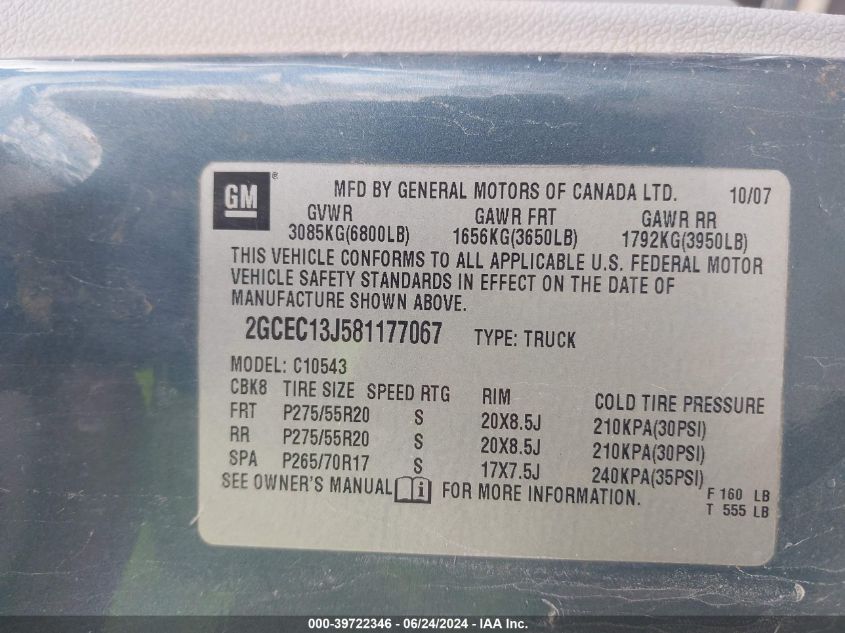 GM ®
MFD BY GENERAL MOTORS OF CANADA LTD. 10/07
GVWR GAWR FRT GAWR RR
3085KG(6800LB) 1656KG(3650LB) 1792KG(3950LB)
THIS VEHICLE CONFORMS TO ALL APPLICABLE U.S. FEDERAL MOTOR
VEHICLE SAFETY STANDARDS IN EFFECT ON THE DATE OF
MANUFACTURE SHOWN ABOVE.
2GCEC13J581177067 TYPE: TRUCK
MODEL: C10543
CBK8 TIRE SIZE SPEED RTG RIM COLD TIRE PRESSURE
FRT P275/55R20 S 20X8.5J 210KPA(30PSI)
RR P275/55R20 S 20X8.5J 210KPA(30PSI)
SPA P265/70R17 S 17X7.5J 240KPA(35PSI)
SEE OWNER'S MANUAL i FOR MORE INFORMATION.
F 160 LB
T 555 LB
000-39722346 - 06/24/2024 - IAA Inc.